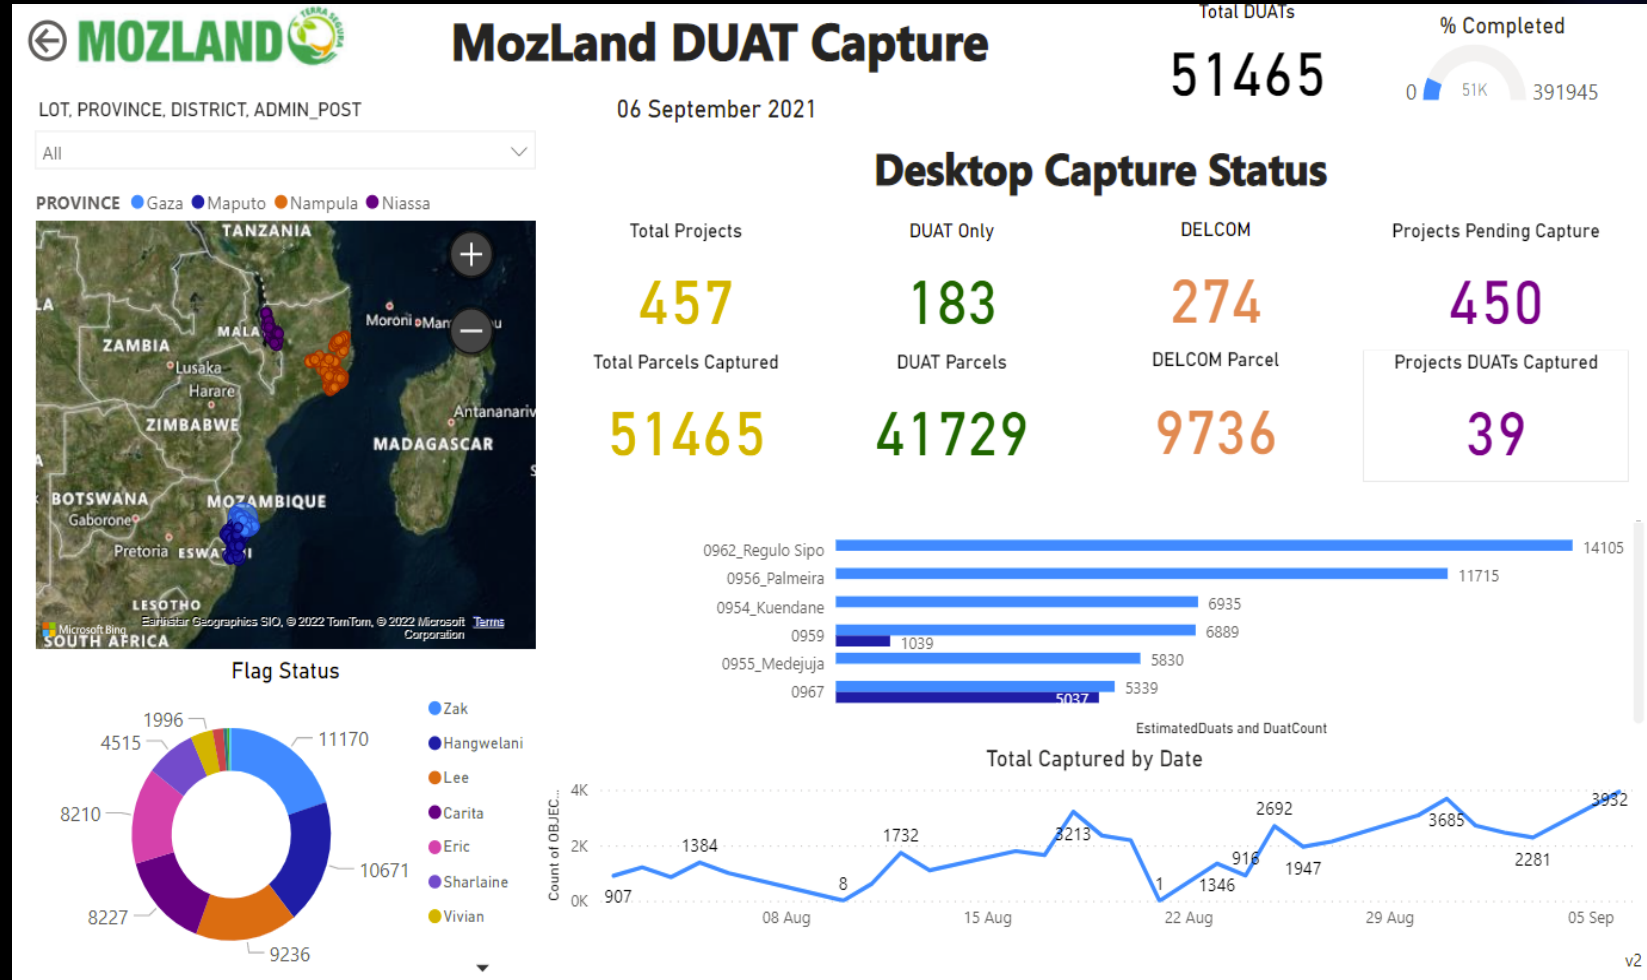 MOZLAND
TERRA SEGURA
MozLand DUAT Capture
Total DUATs
51465
% Completed
0
51K
391945
LOT, PROVINCE, DISTRICT, ADMIN_POST
06 September 2021
All
Desktop Capture Status
PROVINCE Gaza Maputo Nampula Niassa
Total Projects
DUAT Only
DELCOM
Projects Pending Capture
457
183
274
450
Total Parcels Captured
DUAT Parcels
DELCOM Parcel
Projects DUATs Captured
51465
41729
9736
39
TANZANIA
LA
Moroni
MALA
ZAMBIA
Lusaka
Harare
ZIMBABWE
Antananariv
MADAGASCAR
BOTSWANA
MOZAMBIQUE
Gaborone
Pretoria
ESWA
LESOTHO
Earthstar Geographics SIO, © 2022 TomTom, © 2022 Microsoft Corporation Terms
Microsoft Bing
SOUTH AFRICA
0962_Regulo Sipo 14105
0956_Palmeira 11715
0954_Kuendane 6935
0959 6889
1039
0955_Medejuja 5830
0967 5339
5037
EstimatedDuats and DuatCount
Flag Status
1996
4515
8210
8227
9236
10671
11170
Zak
Hangwelani
Lee
Carita
Eric
Sharlaine
Vivian
Total Captured by Date
Count of OBJEC...
4K
2K
0K
907
1384
8
1732
3213
1
1346
916
2692
1947
3685
2281
3932
08 Aug
15 Aug
22 Aug
29 Aug
05 Sep
v2